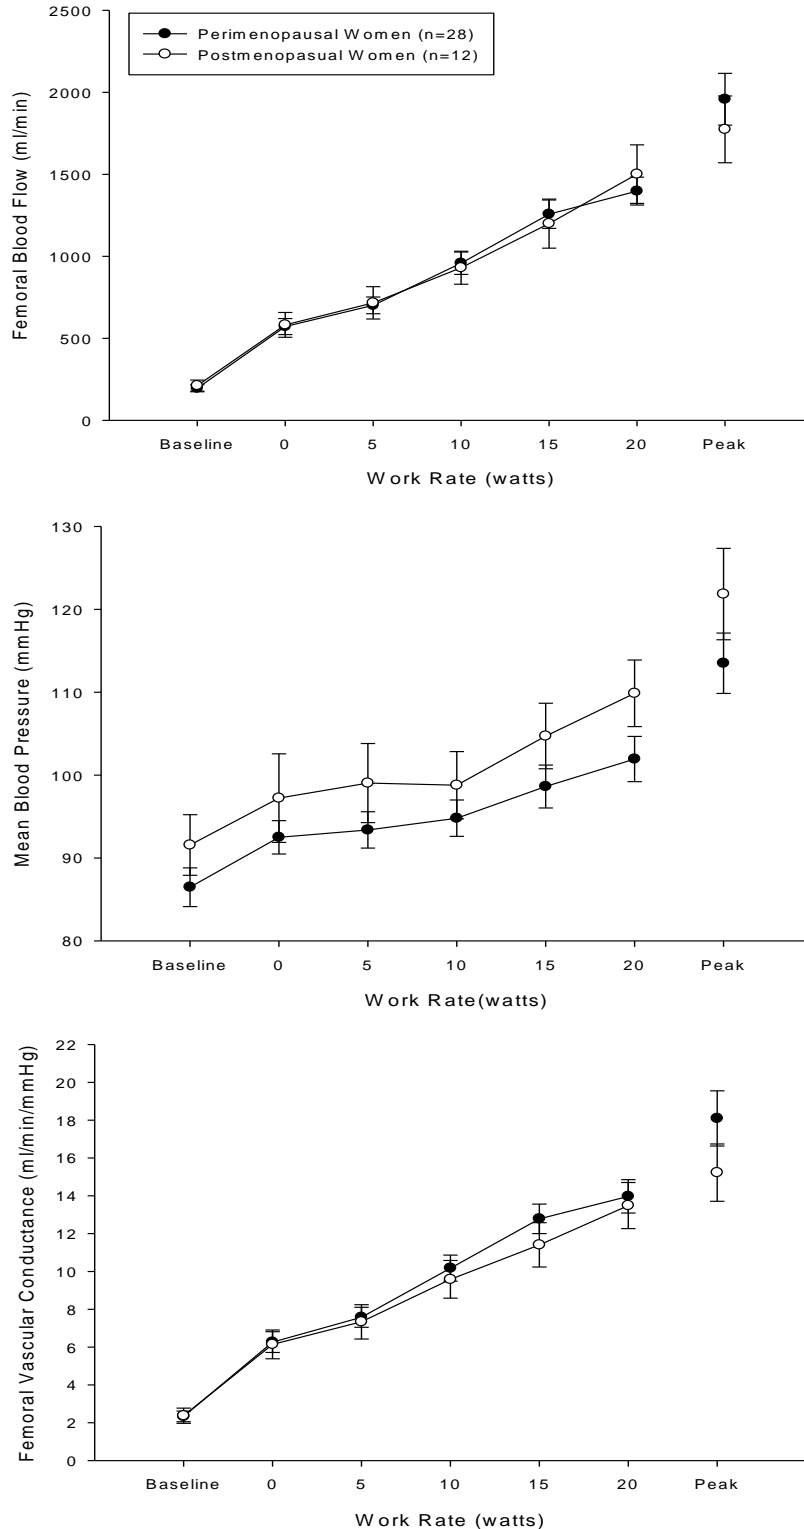 2500
Perimenopausal Women (n=28)
Postmenopasual Women (n=12)
2000
1500
1000
500
0
Femoral Blood Flow (ml/min)
Baseline 0 5 10 15 20 Peak
Work Rate (watts)
130
120
110
100
90
80
Mean Blood Pressure (mmHg)
Baseline 0 5 10 15 20 Peak
Work Rate(watts)
22
20
18
16
14
12
10
8
6
4
2
0
Femoral Vascular Conductance (ml/min/mmHg)
Baseline 0 5 10 15 20 Peak
Work Rate (watts)